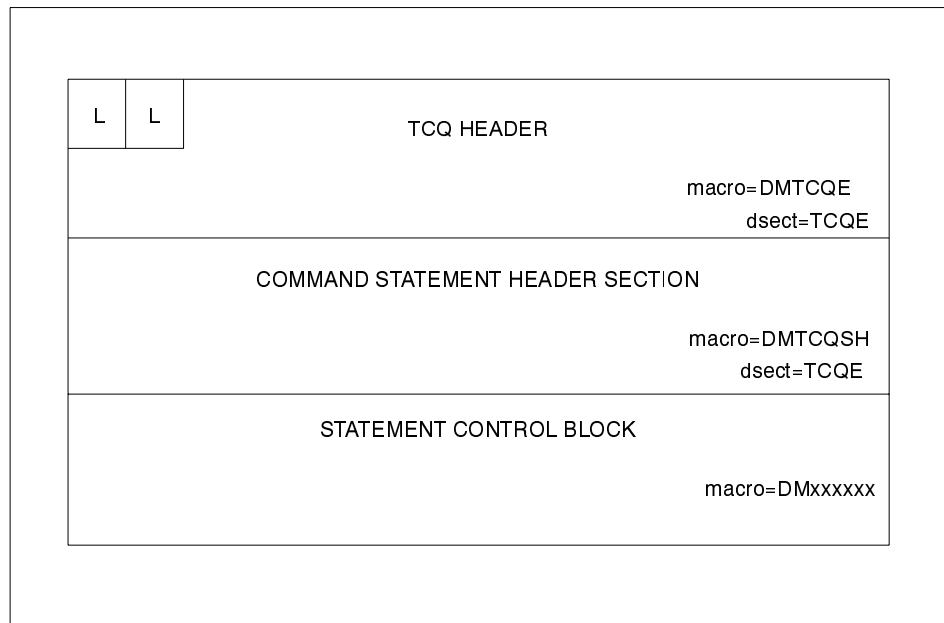 L L
TCQ HEADER
macro=DMTCQE
dsect=TCQE
COMMAND STATEMENT HEADER SECTION
macro=DMTCQSH
dsect=TCQE
STATEMENT CONTROL BLOCK
macro=DMxxxxxx